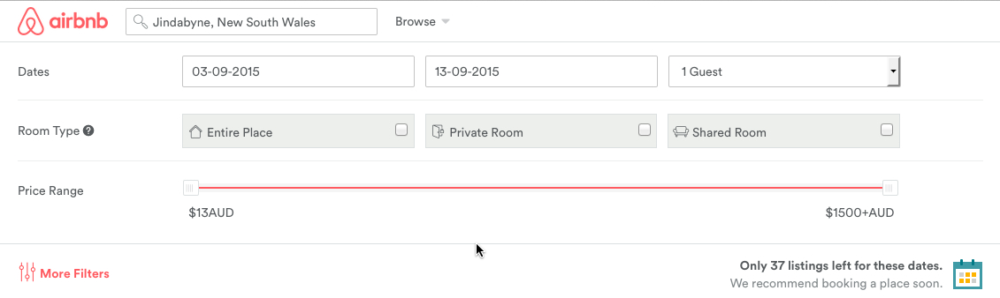 airbnb
Jindabyne, New South Wales
Browse
Dates
03-09-2015
13-09-2015
1 Guest
Room Type ?
Entire Place
Private Room
Shared Room
Price Range
$13AUD
$1500+AUD
More Filters
Only 37 listings left for these dates.
We recommend booking a place soon.